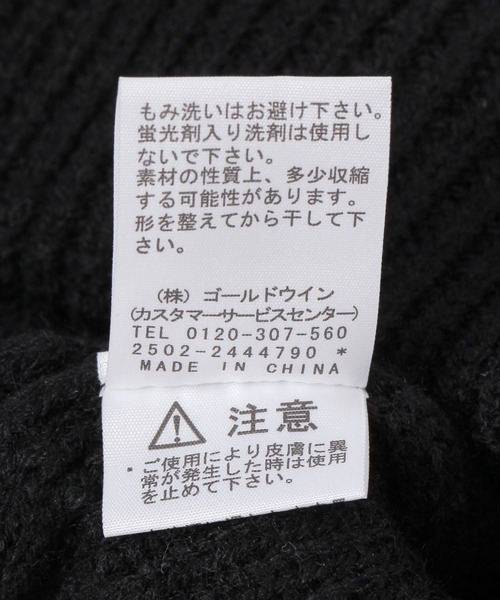 もみ洗いはお避け下さい。
蛍光剤入り洗剤は使用し
ないで下さい。
素材の性質上、多少収縮
する可能性があります。
形を整えてから干して下
さい。
(株) ゴールドウイン
(カスタマーサービスセンター)
TEL 0120-307-560
2502-2444790 *
MADE IN CHINA
注意
・ご使用により皮膚に異
常が発生した時は使用
を止めて下さい。